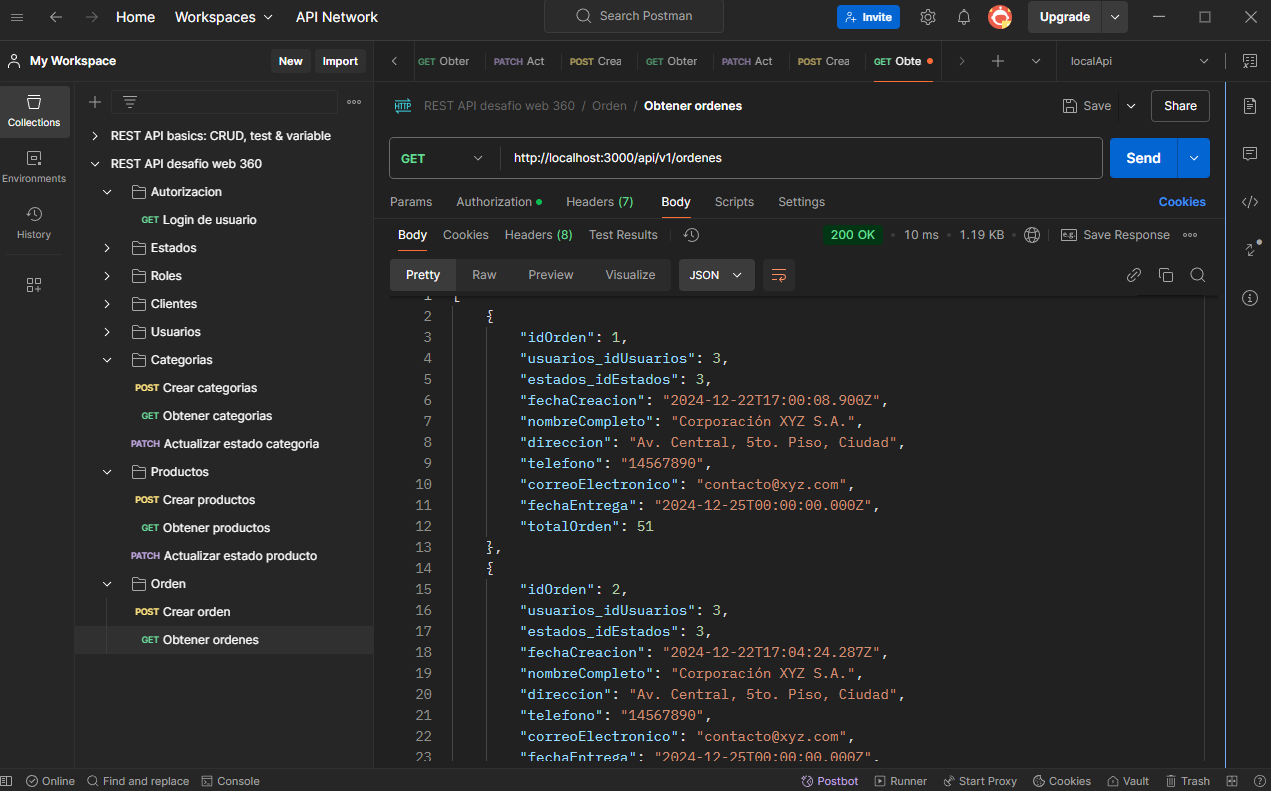 Home Workspaces API Network Search Postman Invite Upgrade
My Workspace New Import GET Obter PATCH Act POST Crea GET Obter PATCH Act POST Crea GET Obte localApi
Collections
Environments
History
REST API basics: CRUD, test & variable
REST API desafio web 360
Autorizacion
GET Login de usuario
Estados
Roles
Clientes
Usuarios
Categorias
POST Crear categorias
GET Obtener categorias
PATCH Actualizar estado categoria
Productos
POST Crear productos
GET Obtener productos
PATCH Actualizar estado producto
Orden
POST Crear orden
GET Obtener ordenes
HTTP REST API desafio web 360 / Orden / Obtener ordenes Save Share
GET http://localhost:3000/api/v1/ordenes Send
Params Authorization Headers (7) Body Scripts Settings Cookies
Body Cookies Headers (8) Test Results 200 OK 10 ms 1.19 KB e.g. Save Response
Pretty Raw Preview Visualize JSON
1 [
2 {
3 "idOrden": 1,
4 "usuarios_idUsuarios": 3,
5 "estados_idEstados": 3,
6 "fechaCreacion": "2024-12-22T17:00:08.900Z",
7 "nombreCompleto": "Corporación XYZ S.A.",
8 "direccion": "Av. Central, 5to. Piso, Ciudad",
9 "telefono": "14567890",
10 "correoElectronico": "contacto@xyz.com",
11 "fechaEntrega": "2024-12-25T00:00:00.000Z",
12 "totalOrden": 51
13 },
14 {
15 "idOrden": 2,
16 "usuarios_idUsuarios": 3,
17 "estados_idEstados": 3,
18 "fechaCreacion": "2024-12-22T17:04:24.287Z",
19 "nombreCompleto": "Corporación XYZ S.A.",
20 "direccion": "Av. Central, 5to. Piso, Ciudad",
21 "telefono": "14567890",
22 "correoElectronico": "contacto@xyz.com",
23 "fechaEntrega": "2024-12-25T00:00:00.000Z",
Online Find and replace Console Postbot Runner Start Proxy Cookies Vault Trash